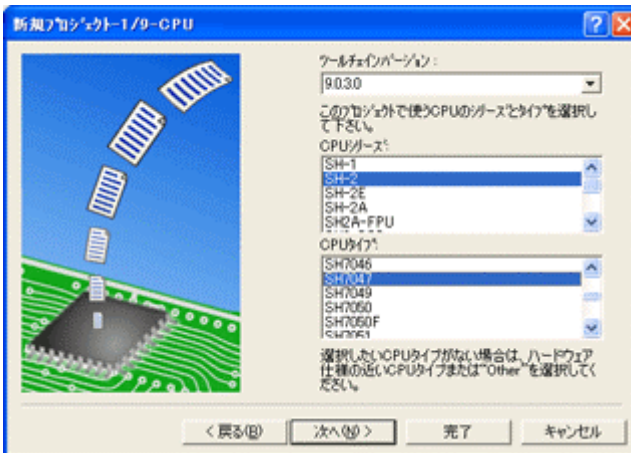 新規プロジェクト-1/9-CPU
ツールチェインバージョン :
9.0.3.0
このプロジェクトで使うCPUのシリーズとタイプを選択し
て下さい。
CPUシリーズ:
SH-1
SH-2
SH-2E
SH-2A
SH2A-FPU
CPUタイプ:
SH7046
SH7047
SH7049
SH7050
SH7050F
SH7051
選択したいCPUタイプがない場合は、ハードウェア
仕様の近いCPUタイプまたは"Other"を選択してく
ださい。
< 戻る(B)
次へ(N) >
完了
キャンセル